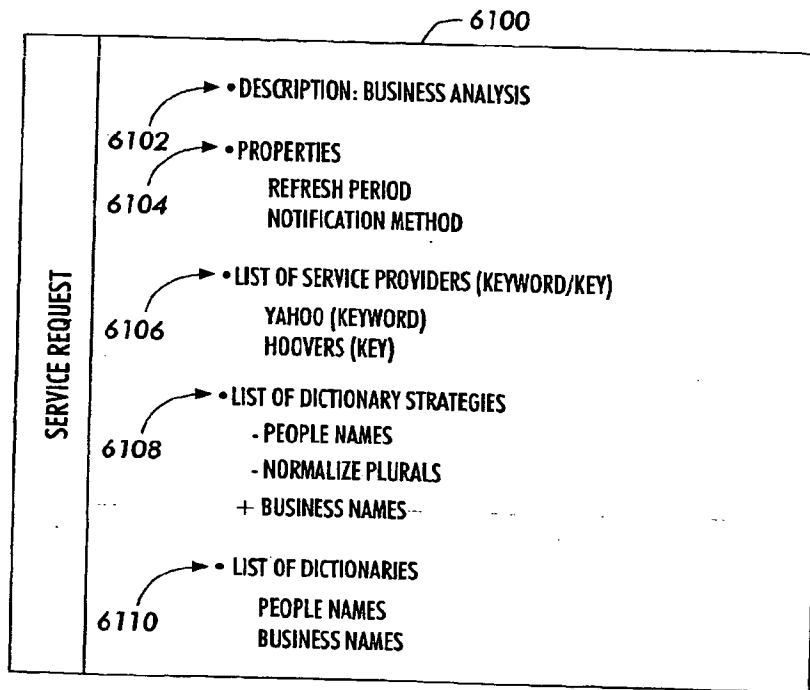 6100
SERVICE REQUEST
6102
• DESCRIPTION: BUSINESS ANALYSIS
6104
• PROPERTIES
REFRESH PERIOD
NOTIFICATION METHOD
6106
• LIST OF SERVICE PROVIDERS (KEYWORD/KEY)
YAHOO (KEYWORD)
HOOVERS (KEY)
6108
• LIST OF DICTIONARY STRATEGIES
- PEOPLE NAMES
- NORMALIZE PLURALS
+ BUSINESS NAMES
6110
• LIST OF DICTIONARIES
PEOPLE NAMES
BUSINESS NAMES